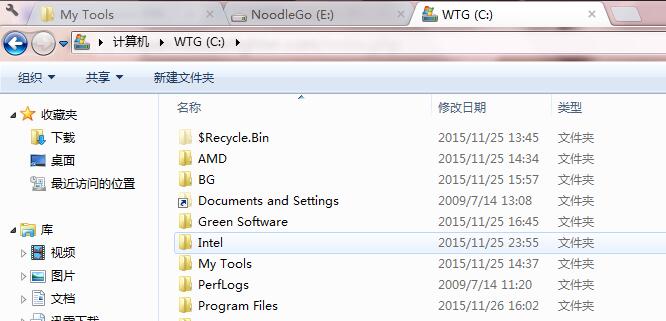 My Tools NoodleGo (E:) WTG (C:)
计算机 WTG (C:)
组织 共享 新建文件夹
名称 修改日期 类型
收藏夹
下载
桌面
最近访问的位置
库
视频
图片
文档
迅雷下载
$Recycle.Bin 2015/11/25 13:45 文件夹
AMD 2015/11/25 14:34 文件夹
BG 2015/11/25 15:57 文件夹
Documents and Settings 2009/7/14 13:08 文件夹
Green Software 2015/11/25 16:45 文件夹
Intel 2015/11/25 23:55 文件夹
My Tools 2015/11/25 14:37 文件夹
PerfLogs 2009/7/14 11:20 文件夹
Program Files 2015/11/26 16:02 文件夹